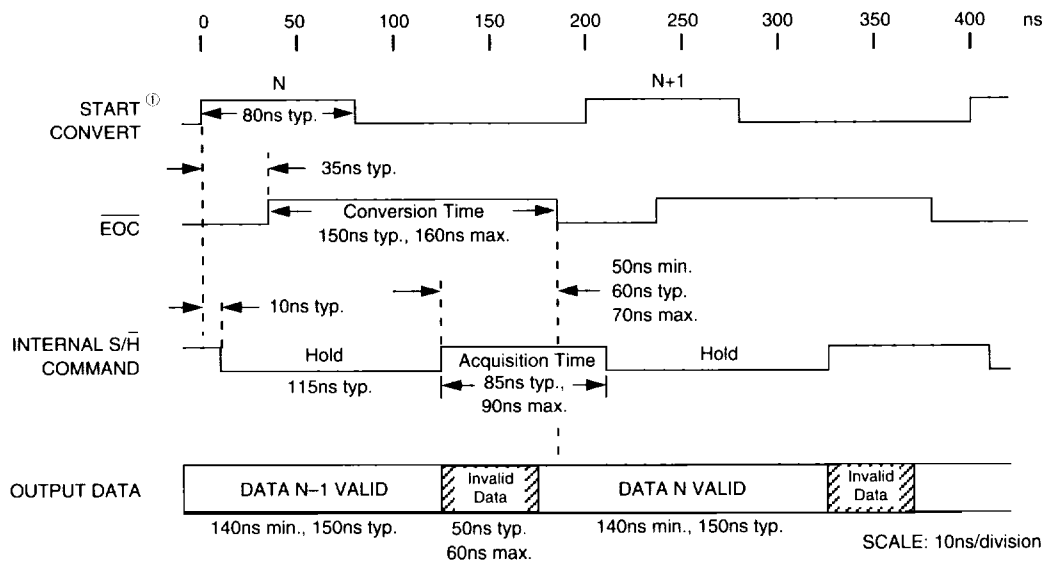 0 50 100 150 200 250 300 350 400 ns
N N+1
START ①
CONVERT
80ns typ.
35ns typ.
EOC
Conversion Time
150ns typ., 160ns max.
50ns min.
60ns typ.
70ns max.
10ns typ.
INTERNAL S/H̅
COMMAND
Hold
115ns typ.
Acquisition Time
85ns typ.,
90ns max.
Hold
OUTPUT DATA
DATA N–1 VALID
Invalid
Data
DATA N VALID
Invalid
Data
140ns min., 150ns typ.
50ns typ.
60ns max.
140ns min., 150ns typ.
SCALE: 10ns/division